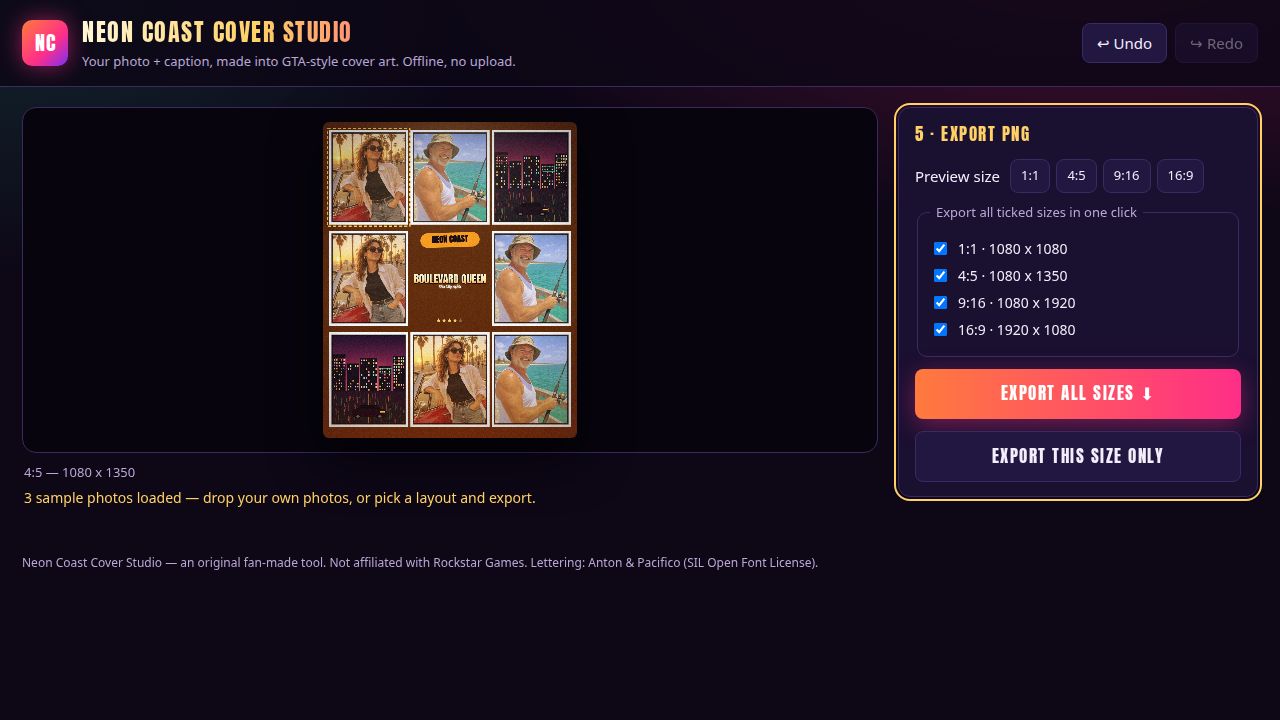 NC
NEON COAST COVER STUDIO
Your photo + caption, made into GTA-style cover art. Offline, no upload.
↩ Undo
↪ Redo
NEON COAST
BOULEVARD QUEEN
4:5 — 1080 x 1350
3 sample photos loaded — drop your own photos, or pick a layout and export.
5 · EXPORT PNG
Preview size
1:1
4:5
9:16
16:9
Export all ticked sizes in one click
1:1 · 1080 x 1080
4:5 · 1080 x 1350
9:16 · 1080 x 1920
16:9 · 1920 x 1080
EXPORT ALL SIZES ⬇
EXPORT THIS SIZE ONLY
Neon Coast Cover Studio — an original fan-made tool. Not affiliated with Rockstar Games. Lettering: Anton & Pacifico (SIL Open Font License).